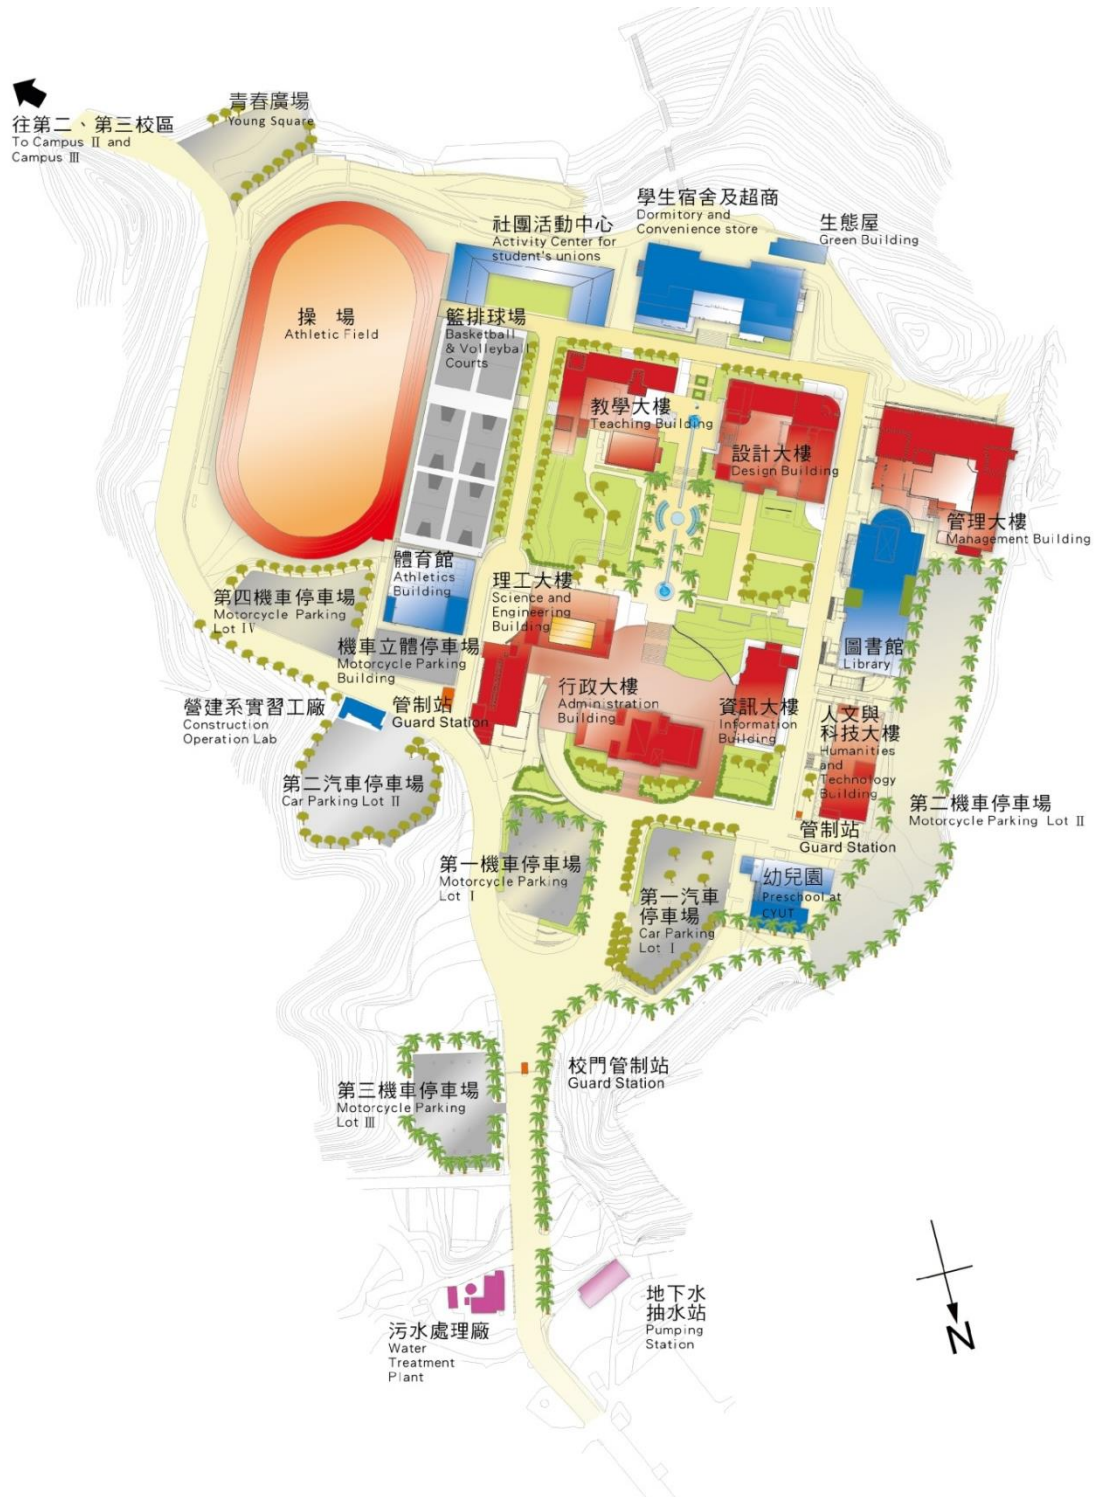 青春廣場
Young Square
往第二、第三校區
To Campus Ⅱ and
Campus Ⅲ
學生宿舍及超商
Dormitory and
Convenience store
社團活動中心
Activity Center for
student's unions
生態屋
Green Building
操 場
Athletic Field
籃排球場
Basketball
& Volleyball
Courts
教學大樓
Teaching Building
設計大樓
Design Building
管理大樓
Management Building
體育館
Athletics
Building
理工大樓
Science and
Engineering
Building
第四機車停車場
Motorcycle Parking
Lot Ⅳ
機車立體停車場
Motorcycle Parking
Building
圖書館
Library
管制站
Guard Station
行政大樓
Administration
Building
資訊大樓
Information
Building
人文與
科技大樓
Humanities
and
Technology
Building
營建系實習工廠
Construction
Operation Lab
第二汽車停車場
Car Parking Lot Ⅱ
第二機車停車場
Motorcycle Parking Lot Ⅱ
管制站
Guard Station
第一機車停車場
Motorcycle Parking
Lot Ⅰ
第一汽車
停車場
Car Parking
Lot Ⅰ
幼兒園
Preschool at
CYUT
校門管制站
Guard Station
第三機車停車場
Motorcycle Parking
Lot Ⅲ
地下水
抽水站
Pumping
Station
污水處理廠
Water
Treatment
Plant
N